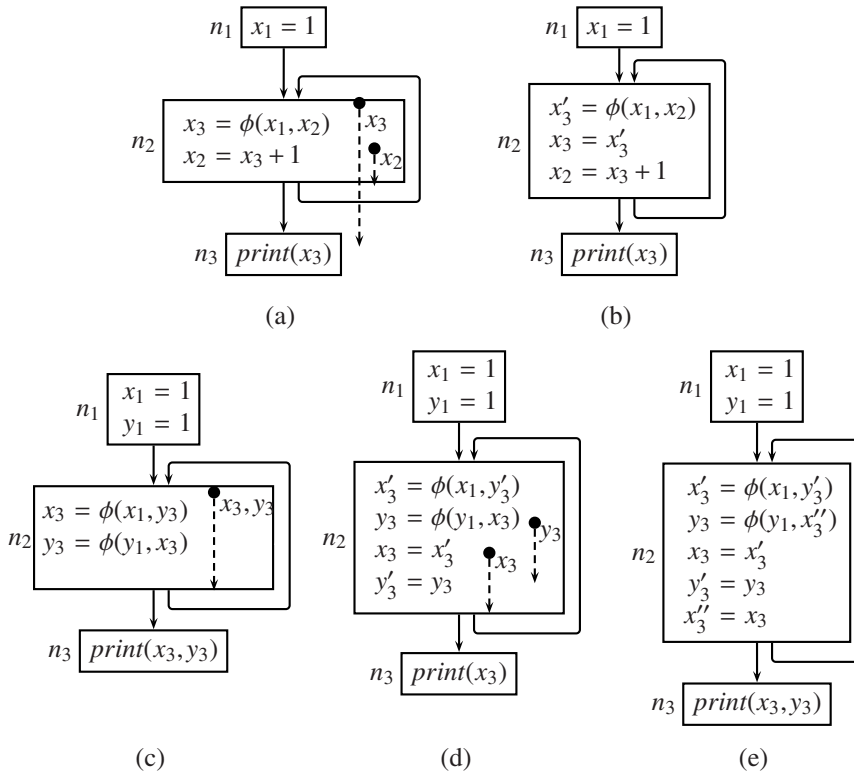 n₁ x₁ = 1
x₃ = ϕ(x₁, x₂)
x₂ = x₃ + 1
x₃
x₂
n₂
n₃ print(x₃)
(a)
n₁ x₁ = 1
x′₃ = ϕ(x₁, x₂)
x₃ = x′₃
x₂ = x₃ + 1
n₂
n₃ print(x₃)
(b)
x₁ = 1
y₁ = 1
n₁
x₃ = ϕ(x₁, y₃)
y₃ = ϕ(y₁, x₃)
x₃, y₃
n₂
n₃ print(x₃, y₃)
(c)
x₁ = 1
y₁ = 1
n₁
x′₃ = ϕ(x₁, y′₃)
y₃ = ϕ(y₁, x₃)
x₃ = x′₃
y′₃ = y₃
y₃
x₃
n₂
n₃ print(x₃)
(d)
x₁ = 1
y₁ = 1
n₁
x′₃ = ϕ(x₁, y′₃)
y₃ = ϕ(y₁, x″₃)
x₃ = x′₃
y′₃ = y₃
x″₃ = x₃
n₂
n₃ print(x₃, y₃)
(e)